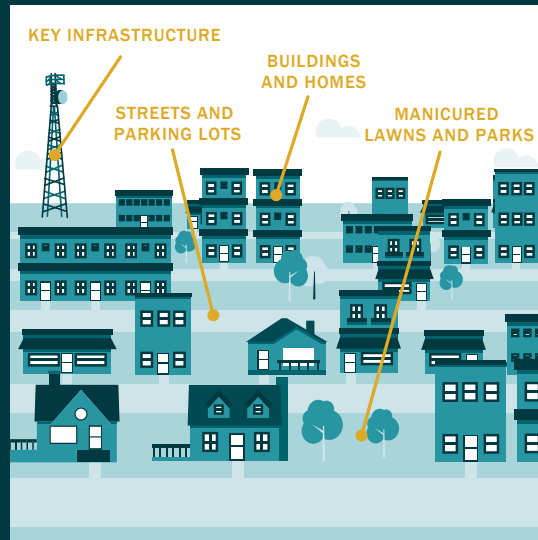 KEY INFRASTRUCTURE
BUILDINGS
AND HOMES
STREETS AND
PARKING LOTS
MANICURED
LAWNS AND PARKS